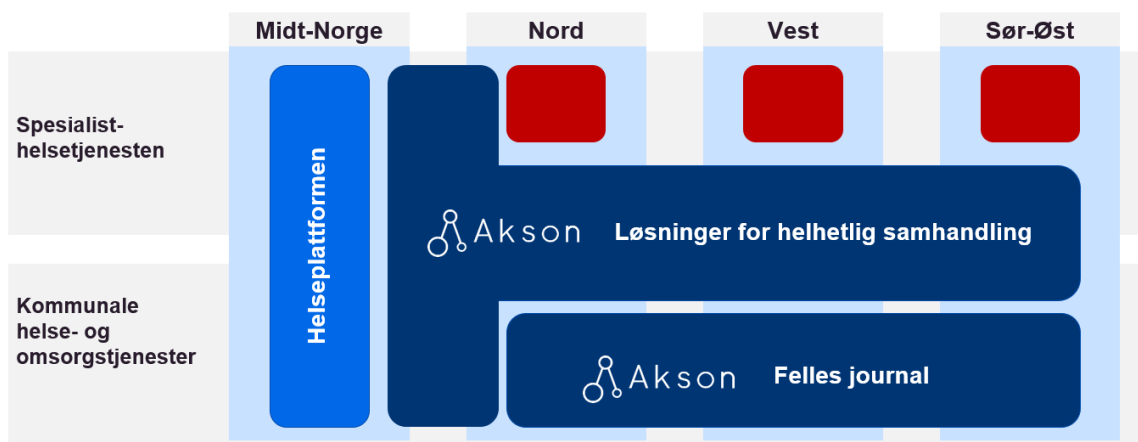 Midt-Norge
Nord
Vest
Sør-Øst
Spesialist-
helsetjenesten
Helseplattformen
Akson
Løsninger for helhetlig samhandling
Kommunale
helse- og
omsorgstjenester
Akson
Felles journal